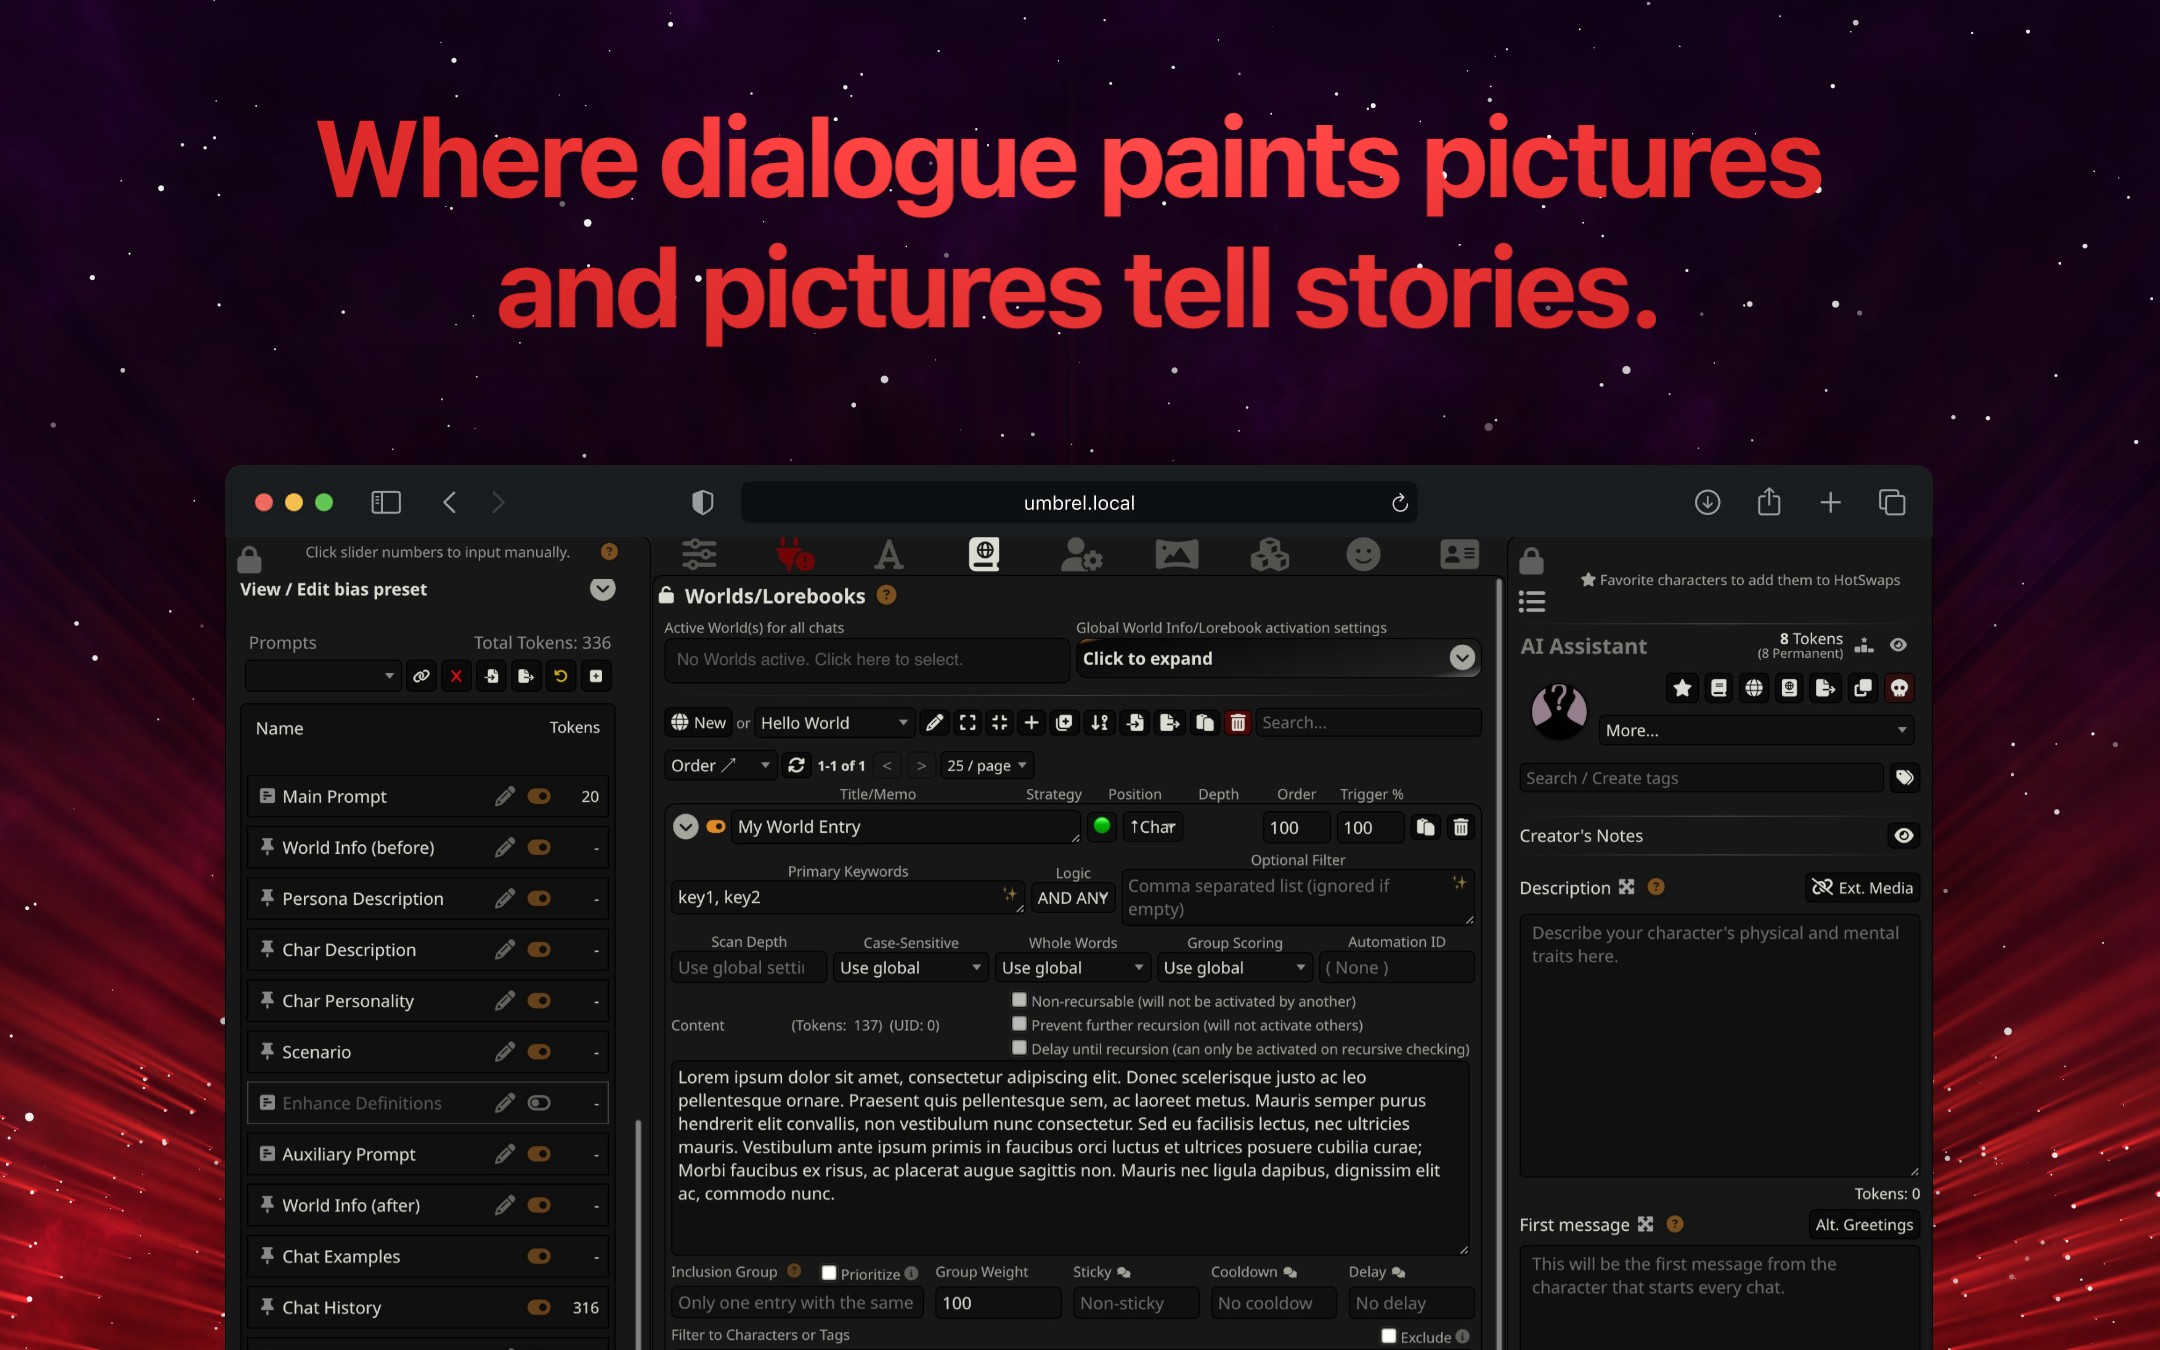 Where dialogue paints pictures
and pictures tell stories.
umbrel.local
Click slider numbers to input manually.
View / Edit bias preset
Prompts
Total Tokens: 336
Name
Tokens
Main Prompt
20
World Info (before)
-
Persona Description
-
Char Description
-
Char Personality
-
Scenario
-
Enhance Definitions
-
Auxiliary Prompt
-
World Info (after)
-
Chat Examples
-
Chat History
316
Worlds/Lorebooks
Active World(s) for all chats
Global World Info/Lorebook activation settings
No Worlds active. Click here to select.
Click to expand
New or Hello World
Search...
Order ↗
1-1 of 1
<
>
25 / page
Title/Memo
Strategy
Position
Depth
Order
Trigger %
My World Entry
↑Char
100
100
Primary Keywords
Logic
Optional Filter
key1, key2
AND ANY
Comma separated list (ignored if
empty)
Scan Depth
Case-Sensitive
Whole Words
Group Scoring
Automation ID
Use global setti
Use global
Use global
Use global
( None )
Non-recursable (will not be activated by another)
Content
(Tokens: 137) (UID: 0)
Prevent further recursion (will not activate others)
Delay until recursion (can only be activated on recursive checking)
Lorem ipsum dolor sit amet, consectetur adipiscing elit. Donec scelerisque justo ac leo
pellentesque ornare. Praesent quis pellentesque sem, ac laoreet metus. Mauris semper purus
hendrerit elit convallis, non vestibulum nunc consectetur. Sed eu facilisis lectus, nec ultricies
mauris. Vestibulum ante ipsum primis in faucibus orci luctus et ultrices posuere cubilia curae;
Morbi faucibus ex risus, ac placerat augue sagittis non. Mauris nec ligula dapibus, dignissim elit
ac, commodo nunc.
Inclusion Group
Prioritize
Group Weight
Sticky
Cooldown
Delay
Only one entry with the same
100
Non-sticky
No cooldow
No delay
Filter to Characters or Tags
Exclude
Favorite characters to add them to HotSwaps
AI Assistant
8 Tokens
(8 Permanent)
More...
Search / Create tags
Creator's Notes
Description
Ext. Media
Describe your character's physical and mental
traits here.
Tokens: 0
First message
Alt. Greetings
This will be the first message from the
character that starts every chat.